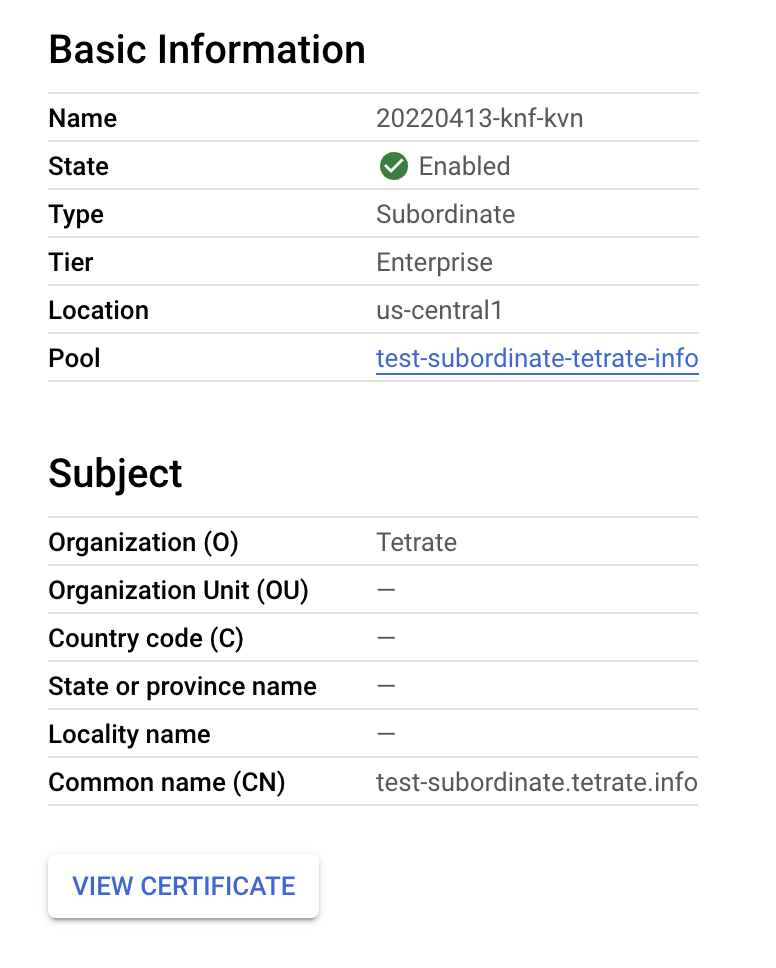 Basic Information
Name 20220413-knf-kvn
State Enabled
Type Subordinate
Tier Enterprise
Location us-central1
Pool test-subordinate-tetrate-info
Subject
Organization (O) Tetrate
Organization Unit (OU) —
Country code (C) —
State or province name —
Locality name —
Common name (CN) test-subordinate.tetrate.info
VIEW CERTIFICATE